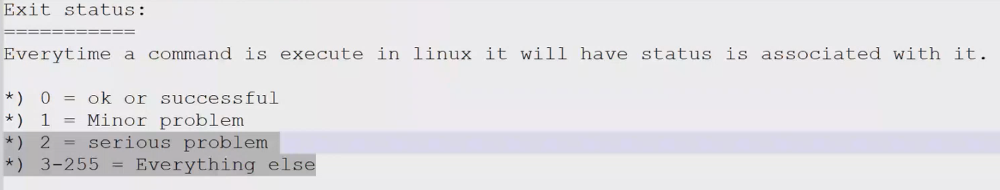 Exit status:
===========
Everytime a command is execute in linux it will have status is associated with it.
*) 0 = ok or successful
*) 1 = Minor problem
*) 2 = serious problem
*) 3-255 = Everything else